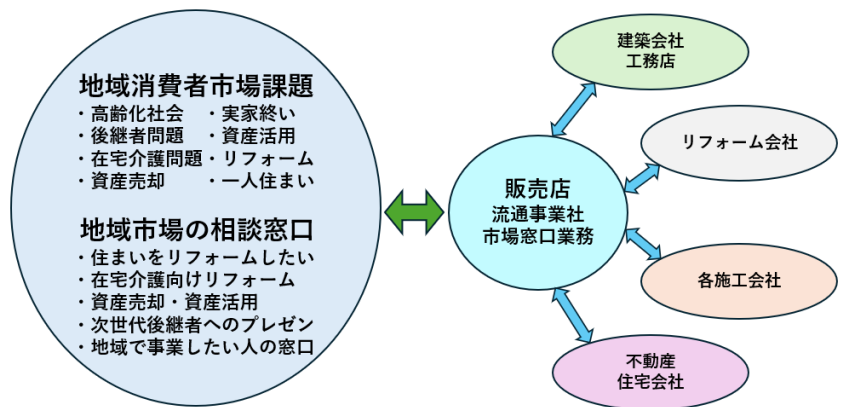 地域消費者市場課題
・高齢化社会　・実家終い
・後継者問題　・資産活用
・在宅介護問題・リフォーム
・資産売却　　・一人住まい
地域市場の相談窓口
・住まいをリフォームしたい
・在宅介護向けリフォーム
・資産売却・資産活用
・次世代後継者へのプレゼン
・地域で事業したい人の窓口
販売店
流通事業社
市場窓口業務
建築会社
工務店
リフォーム会社
各施工会社
不動産
住宅会社